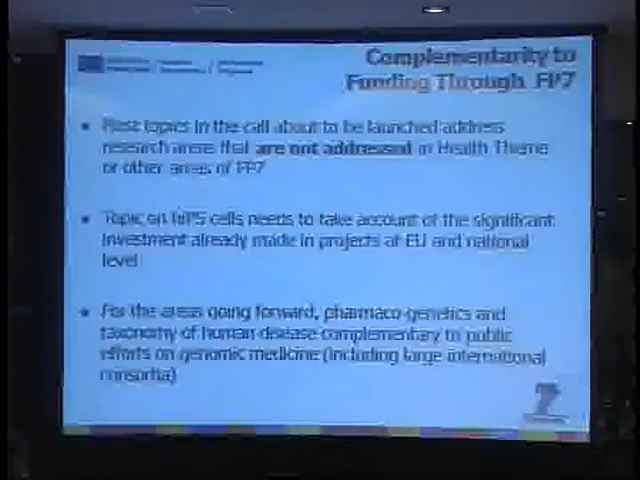 Complementarity to
Funding Through FP7
• Most topics in the call about to be launched address
research areas that are not addressed in Health Theme
or other areas of FP7
• Topic on hiPS cells needs to take account of the significant
investment already made in projects at EU and national
level
• For the areas going forward, pharmaco-genetics and
taxonomy of human disease complementary to public
efforts on genomic medicine (including large international
consortia)